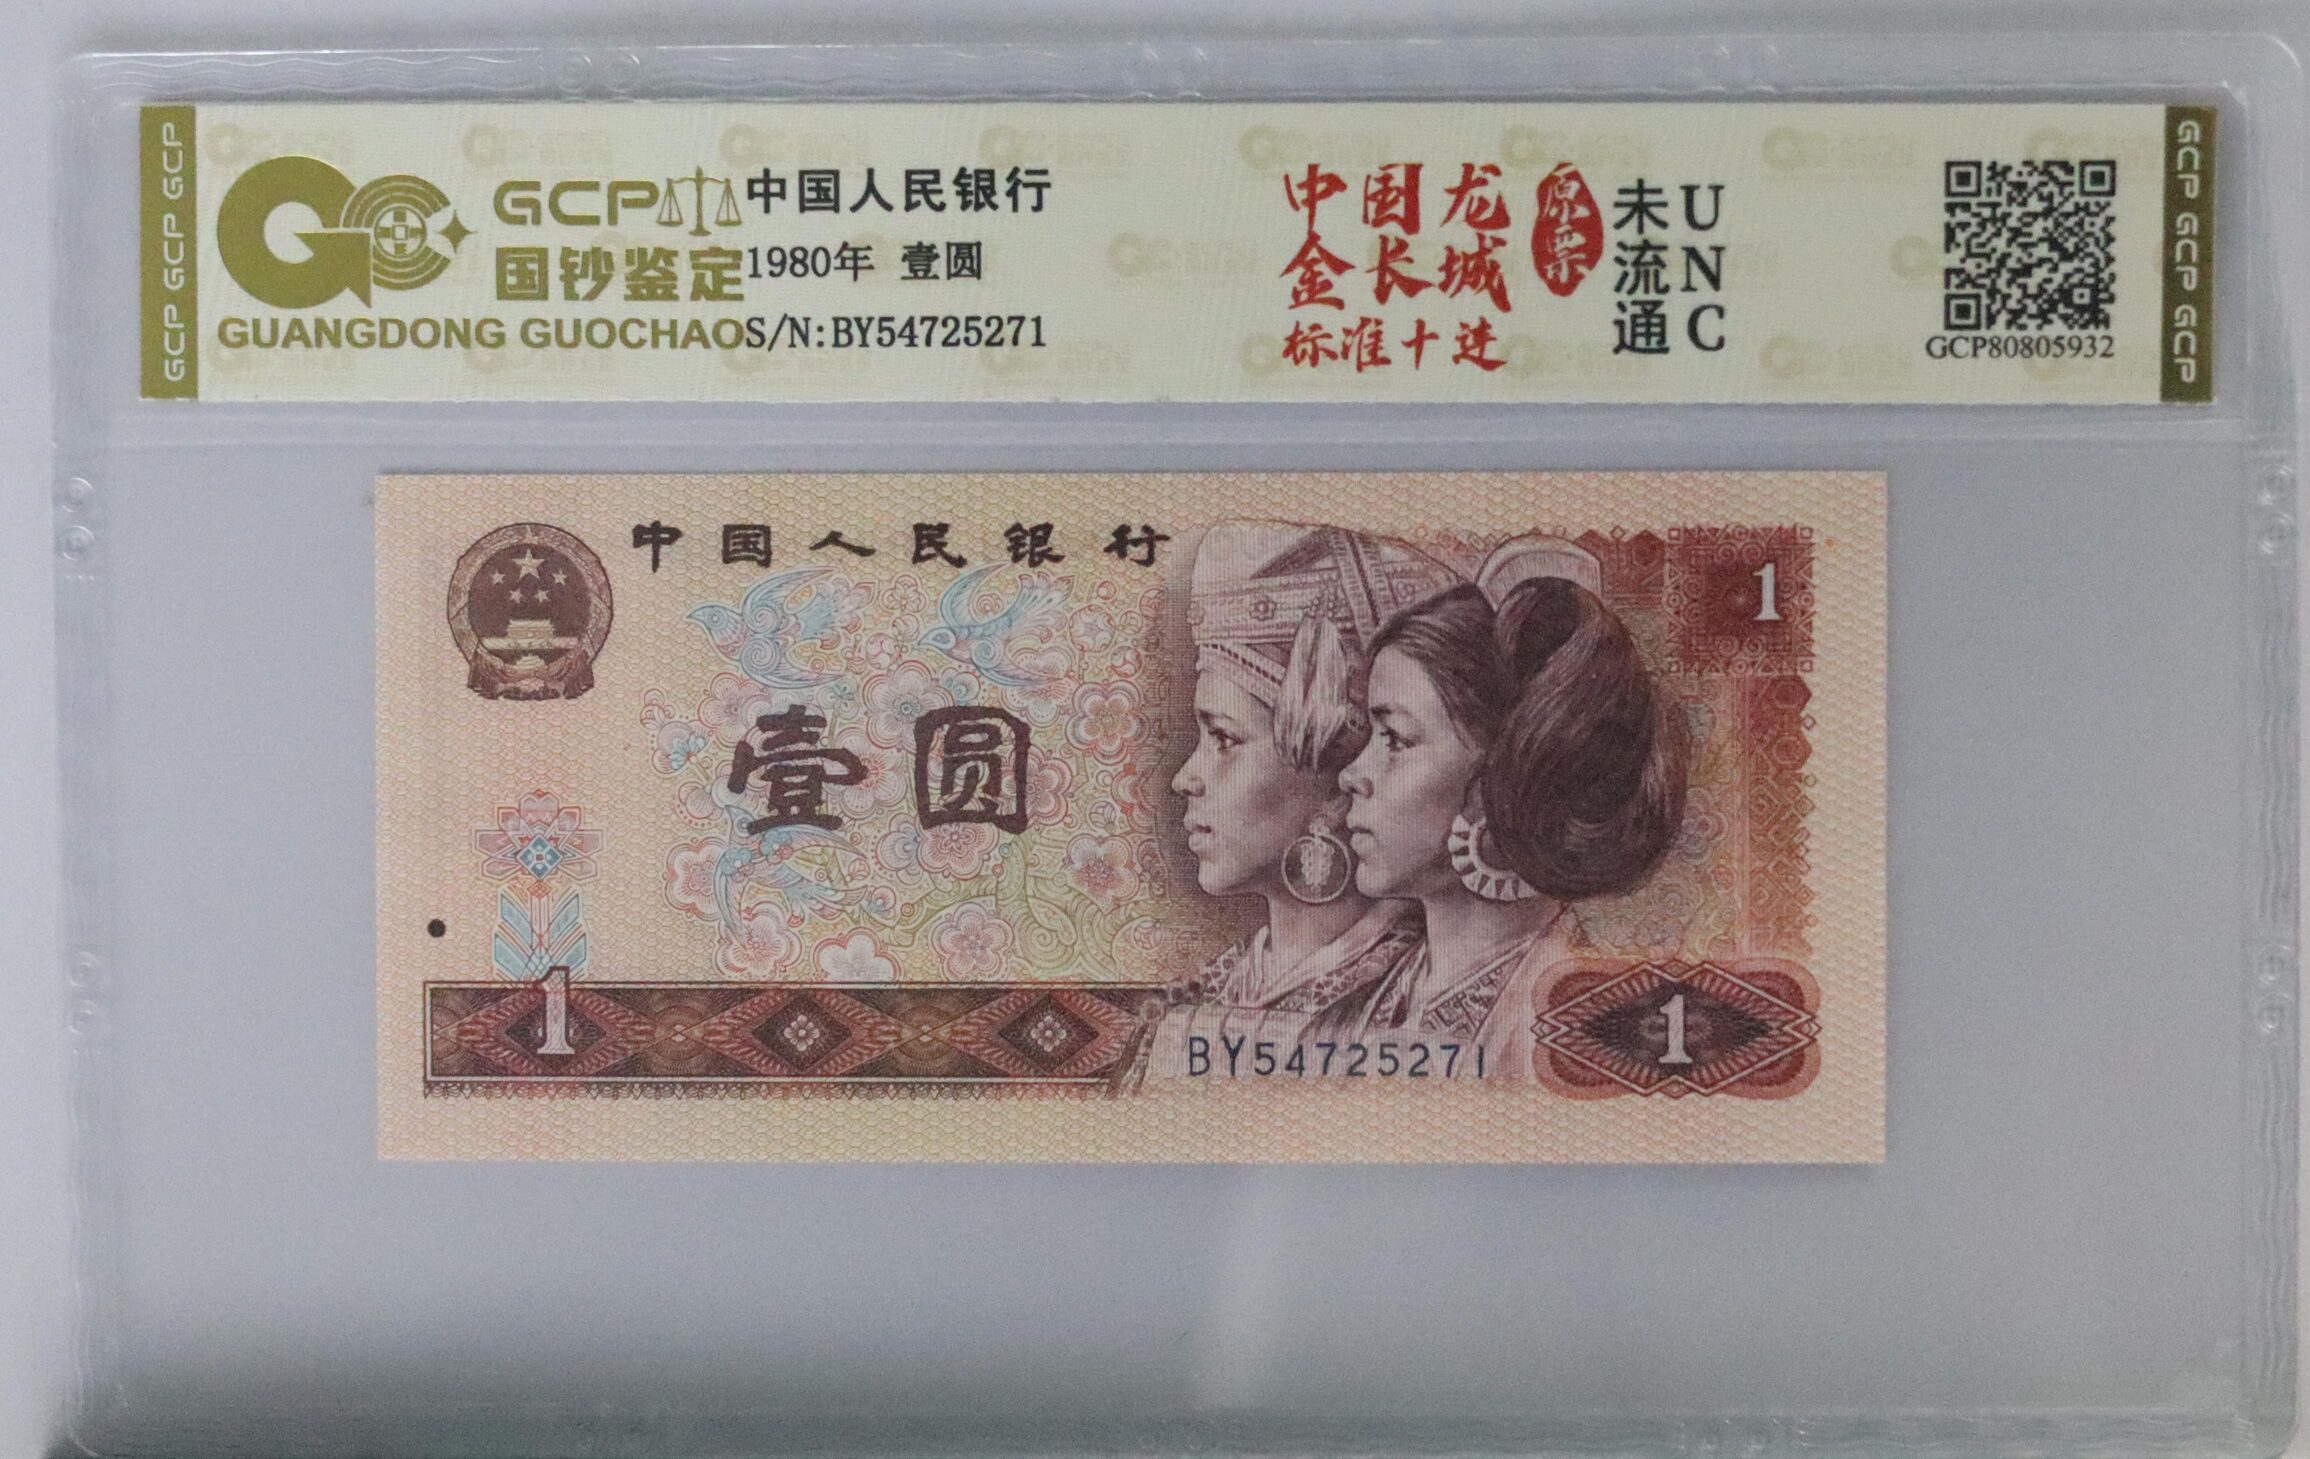 GCP GCP GCP
GCP
中国人民银行
国钞鉴定
1980年 壹圆
GUANGDONG GUOCHAO
S/N:BY54725271
中国龙
金长城
标准十连
原票
未流通
UNC
GCP80805932
GCP GCP GCP
中国人民银行
1
壹圆
1
BY54725271
1